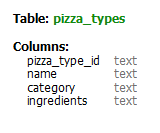 Table: pizza_types
Columns:
pizza_type_id text
name text
category text
ingredients text